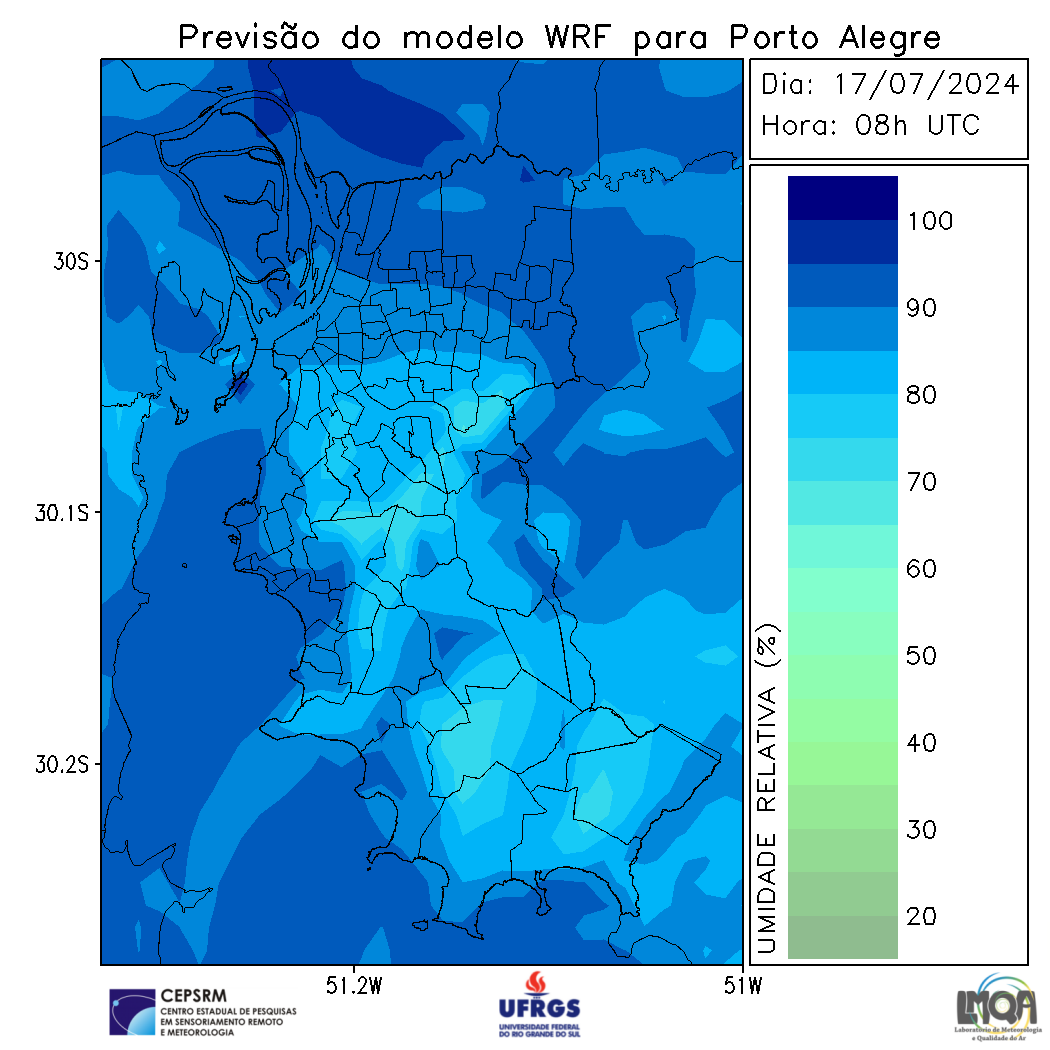 Previsão do modelo WRF para Porto Alegre
Dia: 17/07/2024
Hora: 08h UTC
30S
30.1S
30.2S
51.2W
51W
UMIDADE RELATIVA (%)
100
90
80
70
60
50
40
30
20
CEPSRM
CENTRO ESTADUAL DE PESQUISAS
EM SENSORIAMENTO REMOTO
E METEOROLOGIA
UFRGS
UNIVERSIDADE FEDERAL
DO RIO GRANDE DO SUL
LMQA
Laboratório de Meteorologia
e Qualidade do Ar